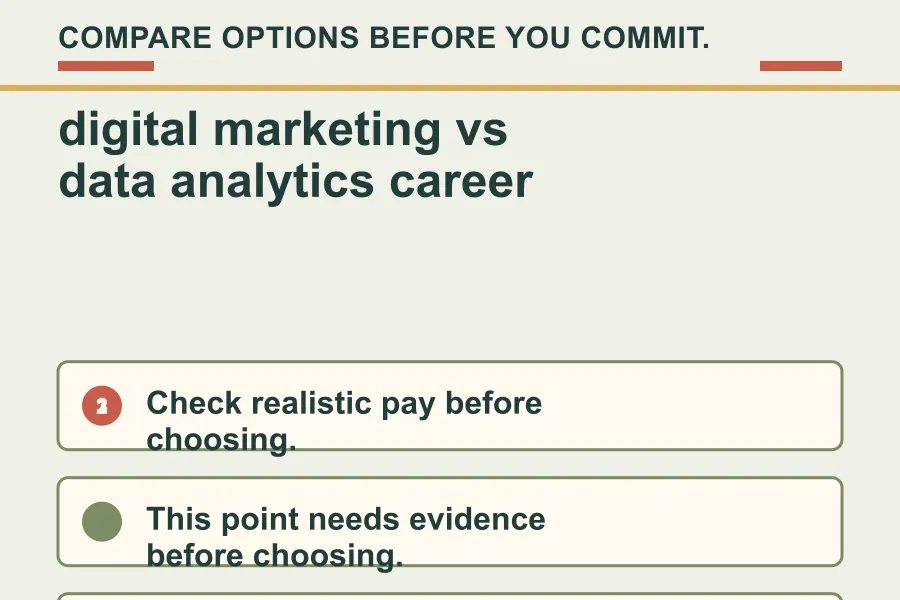 COMPARE OPTIONS BEFORE YOU COMMIT.
digital marketing vs
data analytics career
Check realistic pay before
choosing.
This point needs evidence
before choosing.